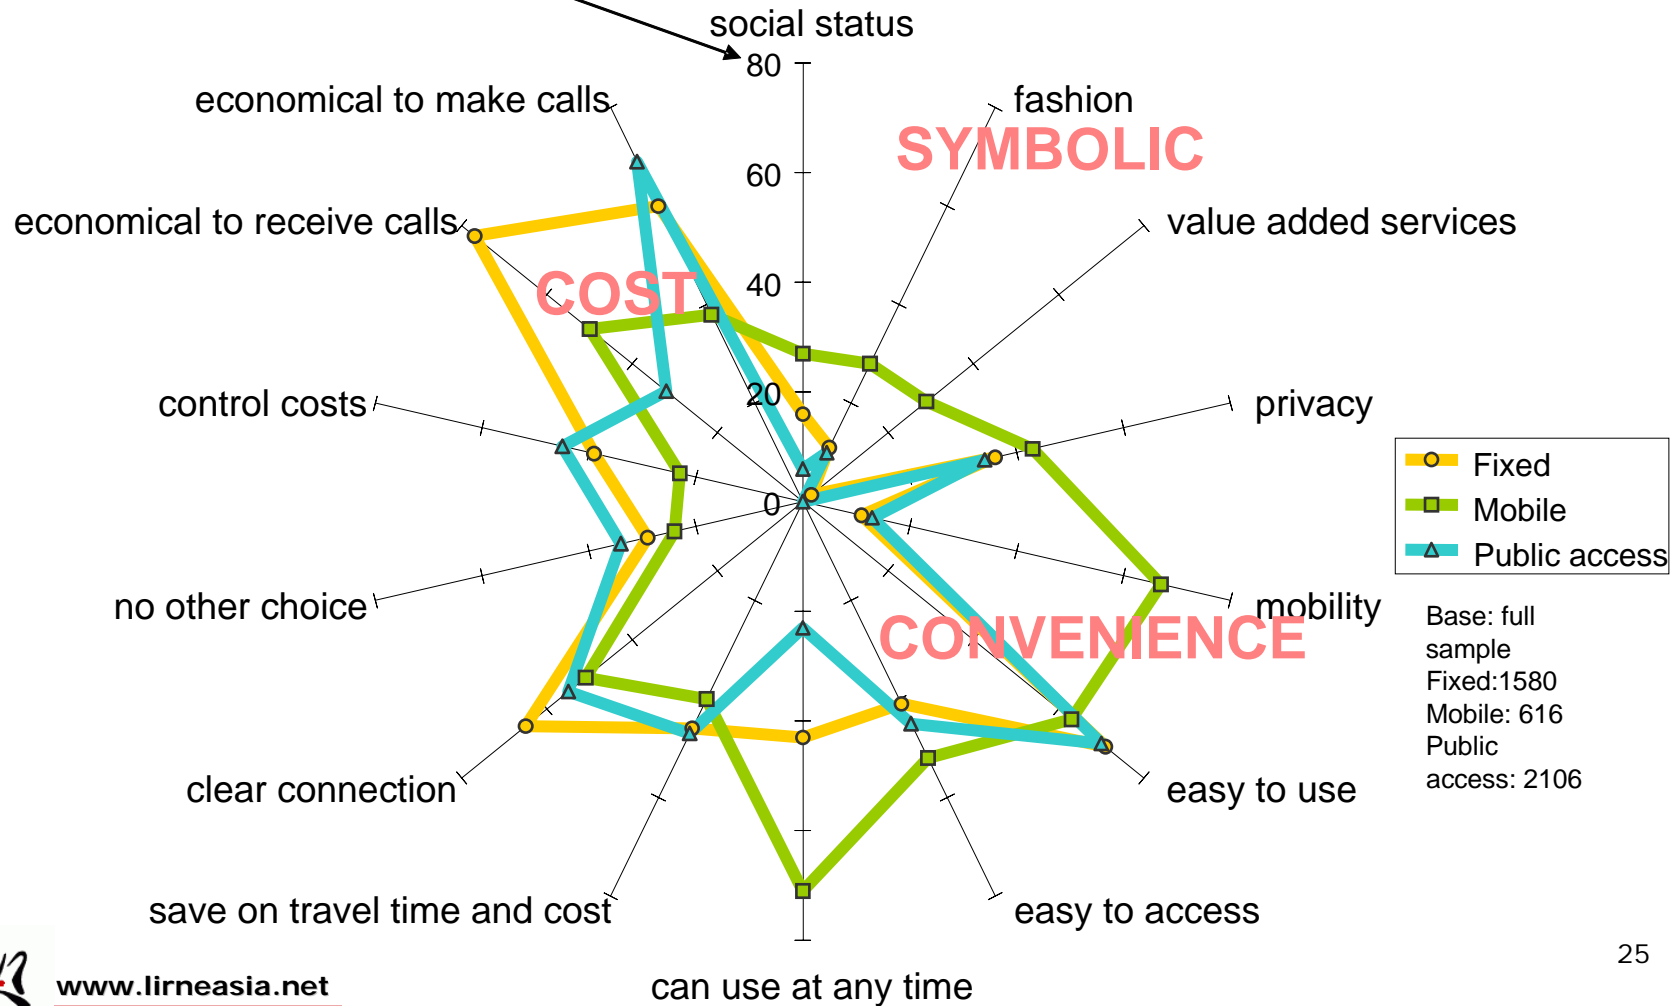 social status
80
economical to make calls
fashion
SYMBOLIC
60
economical to receive calls
value added services
COST
40
control costs
20
privacy
Fixed
Mobile
Public access
0
no other choice
mobility
CONVENIENCE
Base: full
sample
Fixed:1580
Mobile: 616
Public
access: 2106
clear connection
easy to use
save on travel time and cost
easy to access
can use at any time
www.lirneasia.net
25